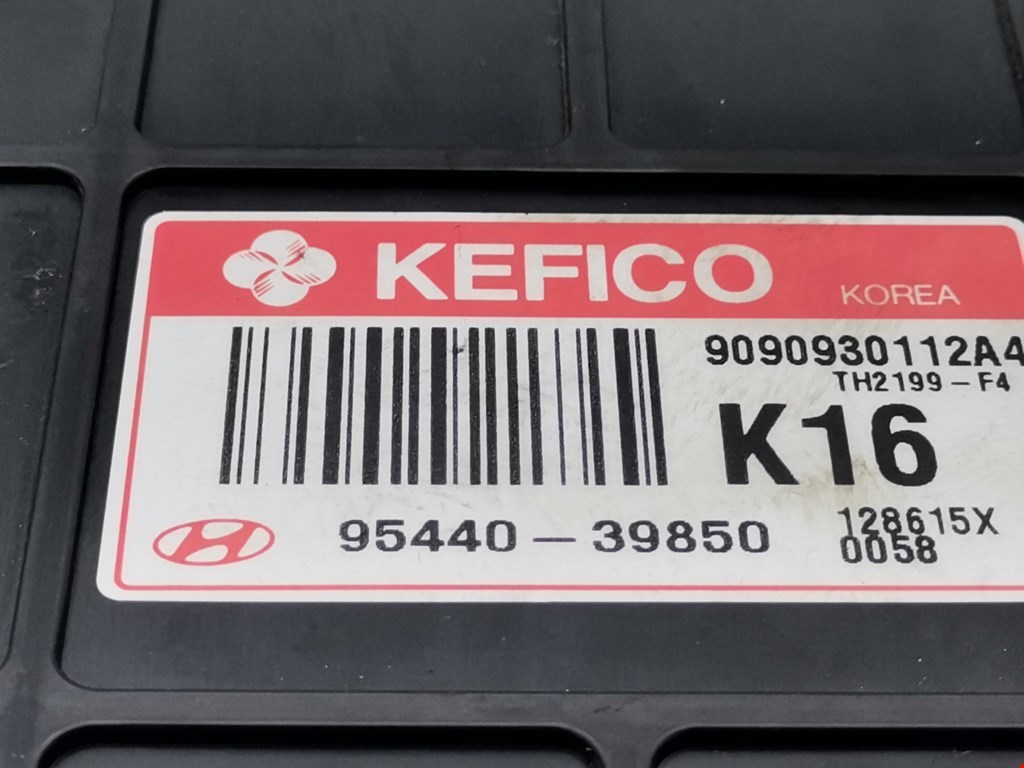 KEFICO KOREA
9090930112A4
TH2199-F4
K16
95440-39850
128615X
0058